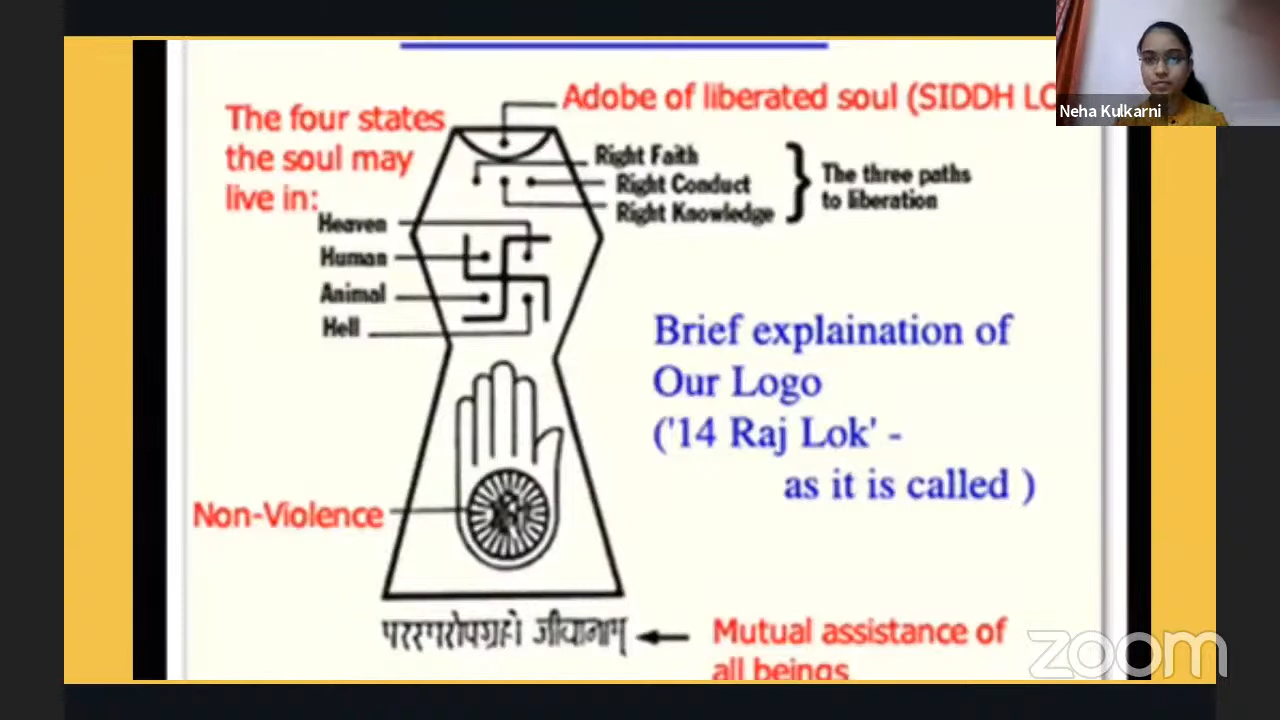 Adobe of liberated soul (SIDDH LO
Neha Kulkarni
The four states
the soul may
live in:
Right Faith
Right Conduct
Right Knowledge
The three paths
to liberation
Heaven
Human
Animal
Hell
Brief explaination of
Our Logo
('14 Raj Lok' -
as it is called )
Non-Violence
परस्परोपग्रहो जीवानाम्
Mutual assistance of
all beings
zoom